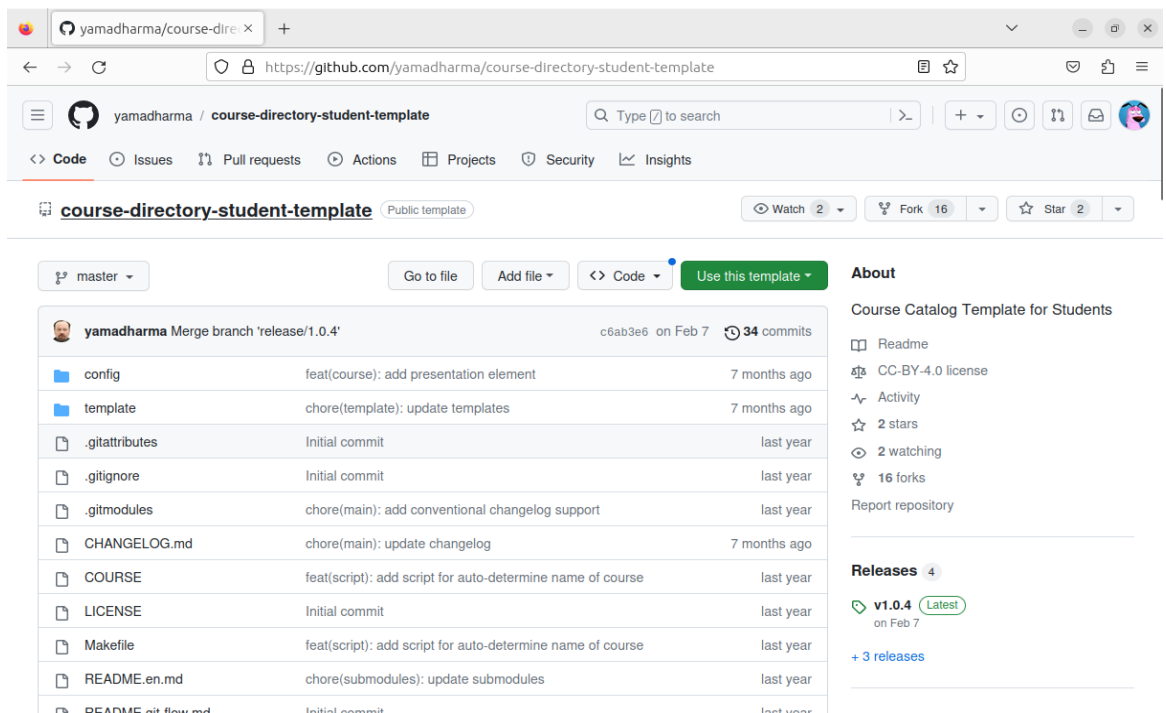 yamadharma/course-dire
https://github.com/yamadharma/course-directory-student-template
yamadharma / course-directory-student-template
Type / to search
Code Issues Pull requests Actions Projects Security Insights
course-directory-student-template Public template
Watch 2 Fork 16 Star 2
master Go to file Add file Code Use this template
yamadharma Merge branch 'release/1.0.4' c6ab3e6 on Feb 7 34 commits
config feat(course): add presentation element 7 months ago
template chore(template): update templates 7 months ago
.gitattributes Initial commit last year
.gitignore Initial commit last year
.gitmodules chore(main): add conventional changelog support last year
CHANGELOG.md chore(main): update changelog 7 months ago
COURSE feat(script): add script for auto-determine name of course last year
LICENSE Initial commit last year
Makefile feat(script): add script for auto-determine name of course last year
README.en.md chore(submodules): update submodules last year
README.git-flow.md Initial commit last year
About
Course Catalog Template for Students
Readme
CC-BY-4.0 license
Activity
2 stars
2 watching
16 forks
Report repository
Releases 4
v1.0.4 Latest
on Feb 7
+ 3 releases